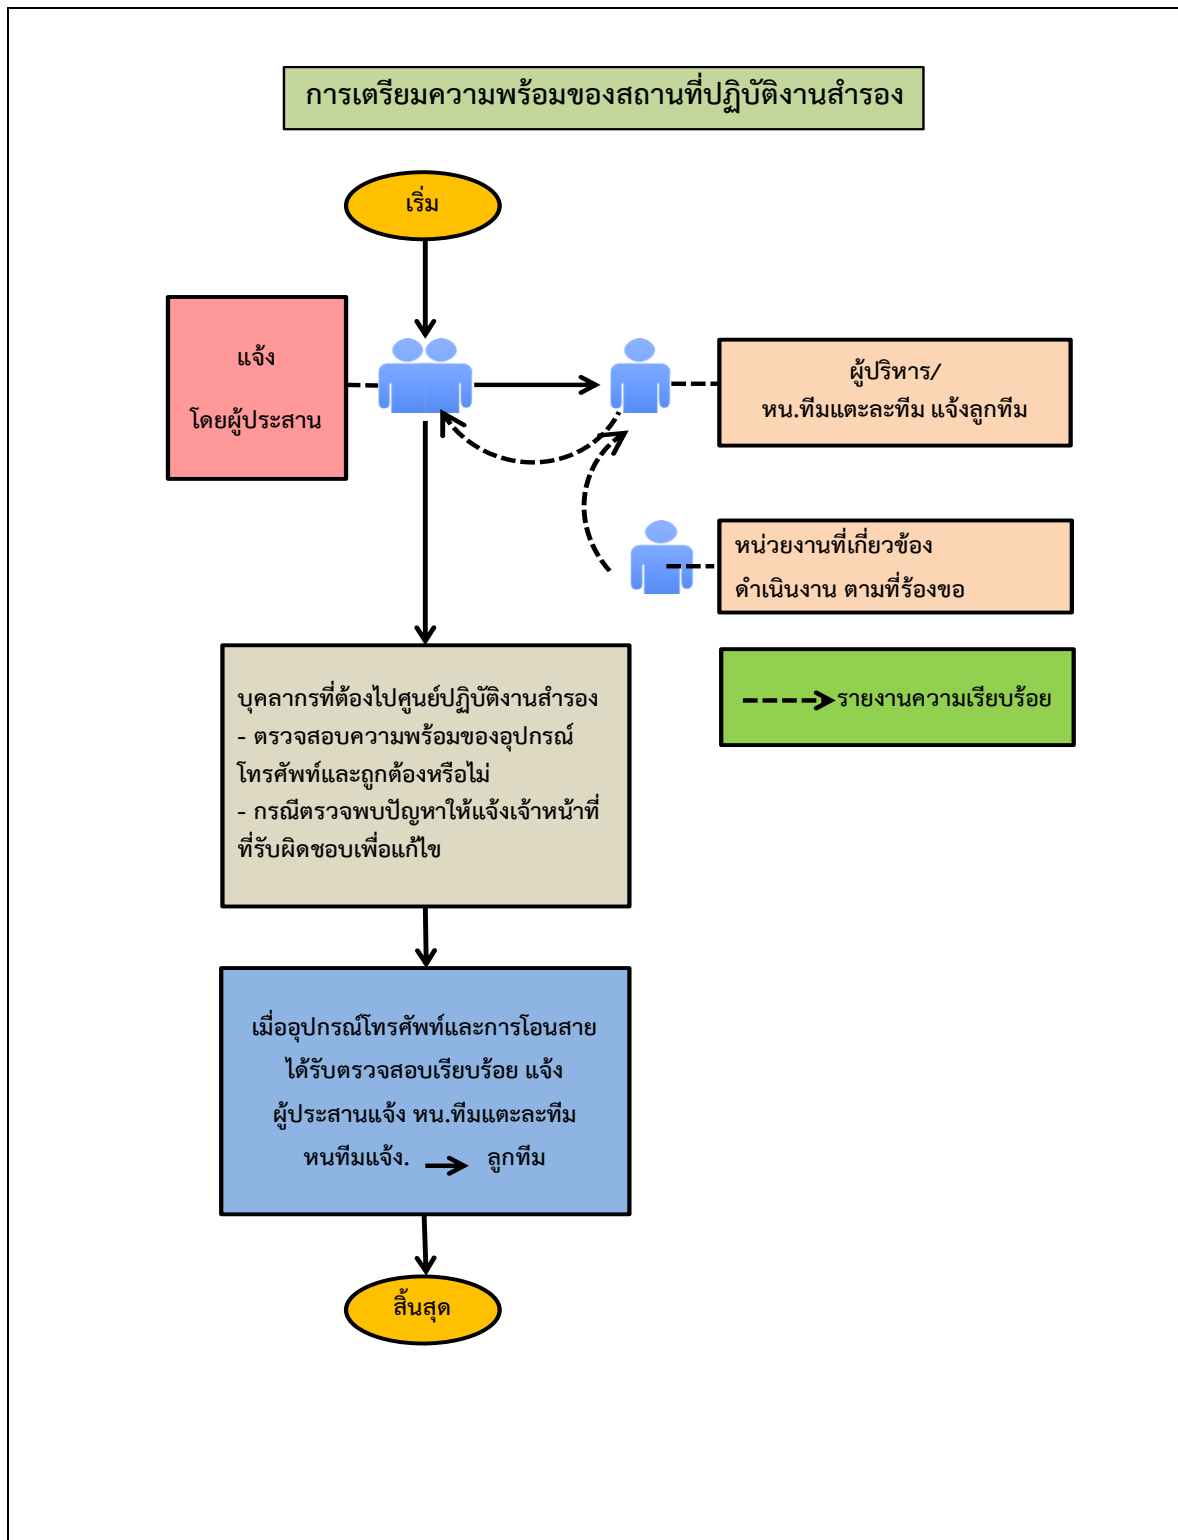 การเตรียมความพร้อมของสถานที่ปฏิบัติงานสำรอง
เริ่ม
แจ้ง
โดยผู้ประสาน
ผู้บริหาร/
หน.ทีมแตะละทีม แจ้งลูกทีม
หน่วยงานที่เกี่ยวข้อง
ดำเนินงาน ตามที่ร้องขอ
รายงานความเรียบร้อย
บุคลากรที่ต้องไปศูนย์ปฏิบัติงานสำรอง
- ตรวจสอบความพร้อมของอุปกรณ์
โทรศัพท์และถูกต้องหรือไม่
- กรณีตรวจพบปัญหาให้แจ้งเจ้าหน้าที่
ที่รับผิดชอบเพื่อแก้ไข
เมื่ออุปกรณ์โทรศัพท์และการโอนสาย
ได้รับตรวจสอบเรียบร้อย แจ้ง
ผู้ประสานแจ้ง หน.ทีมแตะละทีม
หนทีมแจ้ง. ลูกทีม
สิ้นสุด